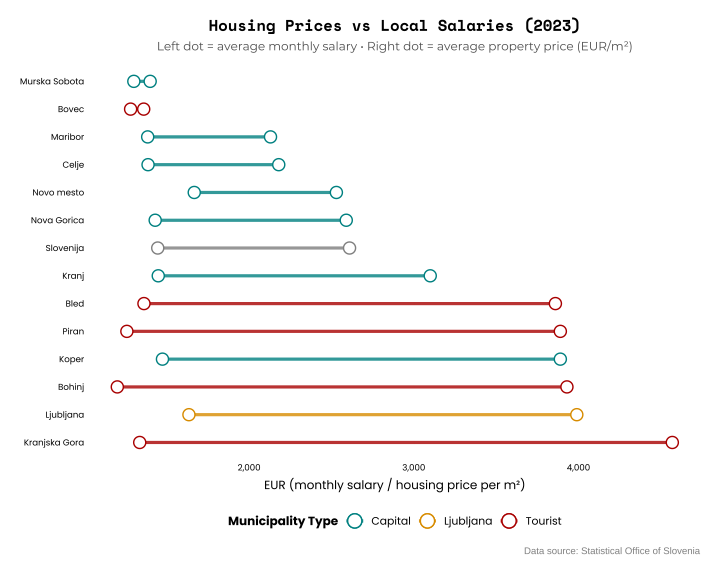 Housing Prices vs Local Salaries (2023)
Left dot = average monthly salary • Right dot = average property price (EUR/m²)
Murska Sobota
Bovec
Maribor
Celje
Novo mesto
Nova Gorica
Slovenija
Kranj
Bled
Piran
Koper
Bohinj
Ljubljana
Kranjska Gora
2,000 3,000 4,000
EUR (monthly salary / housing price per m²)
Municipality Type Capital Ljubljana Tourist
Data source: Statistical Office of Slovenia